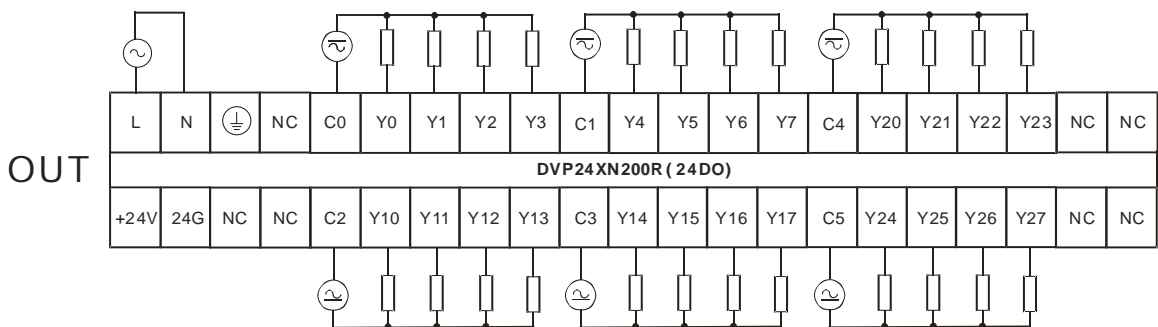 L N NC C0 Y0 Y1 Y2 Y3 C1 Y4 Y5 Y6 Y7 C4 Y20 Y21 Y22 Y23 NC NC
OUT
DVP24XN200R ( 24DO)
+24V 24G NC NC C2 Y10 Y11 Y12 Y13 C3 Y14 Y15 Y16 Y17 C5 Y24 Y25 Y26 Y27 NC NC